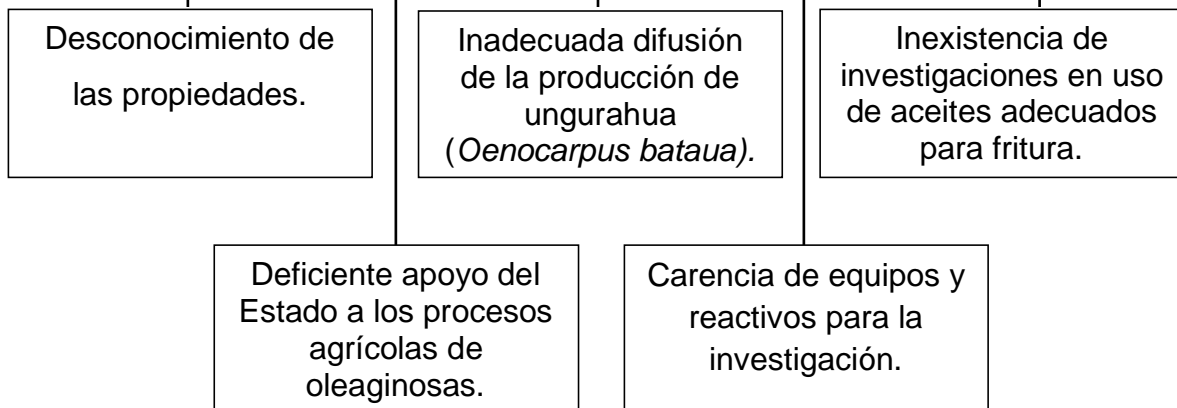 Desconocimiento de
las propiedades.
Inadecuada difusión
de la producción de
ungurahua
(Oenocarpus bataua).
Inexistencia de
investigaciones en uso
de aceites adecuados
para fritura.
Deficiente apoyo del
Estado a los procesos
agrícolas de
oleaginosas.
Carencia de equipos y
reactivos para la
investigación.